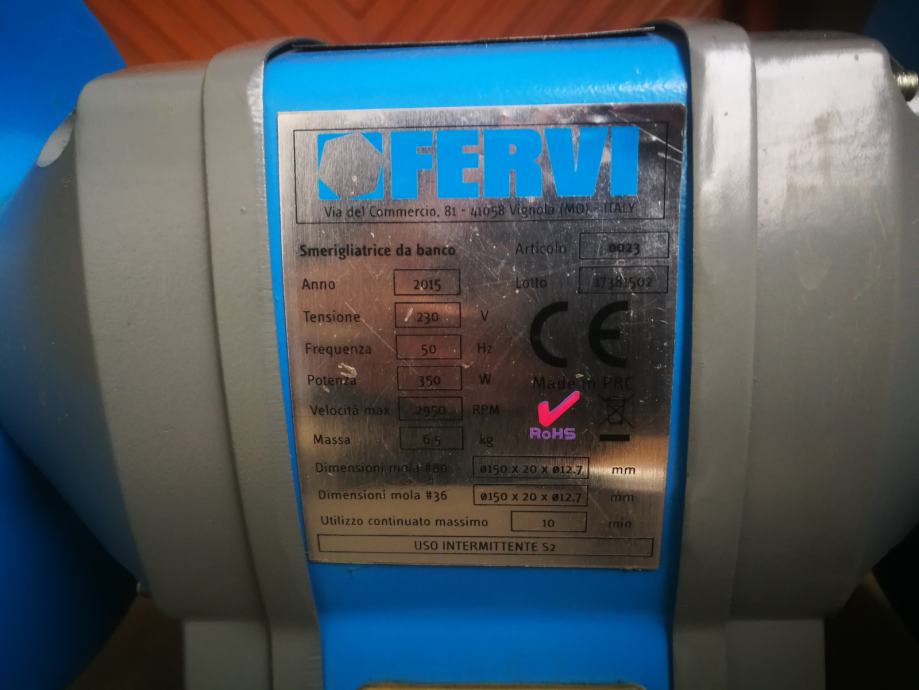 FERVI
Via del Commercio, 81 - 41058 Vignola (MO) - ITALY
Smerigliatrice da banco Articolo 0023
Anno 2015 Lotto 17381502
Tensione 230 V
Frequenza 50 Hz
CE
Potenza 350 W
Made in PRC
Velocità max 2950 RPM
RoHS
Massa 6.5 kg
Dimensioni mola #80 ø150 x 20 x ø12.7 mm
Dimensioni mola #36 ø150 x 20 x ø12.7 mm
Utilizzo continuato massimo 10 min
USO INTERMITTENTE S2